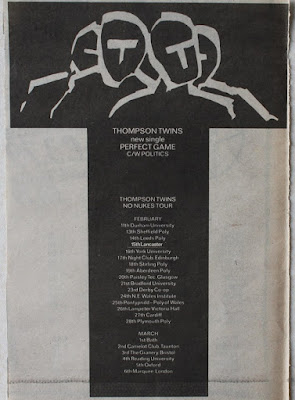 THOMPSON TWINS
new single
PERFECT GAME
C/W POLITICS
THOMPSON TWINS
NO NUKES TOUR
FEBRUARY
11th Durham University
13th Sheffield Poly
14th Leeds Poly
15th Lancaster
16th York University
17th Night Club Edinburgh
18th Stirling Poly
19th Aberdeen Poly
20th Paisley Tec. Glasgow
21st Bradford University
23rd Derby Co-op
24th N.E. Wales Institute
25th Pontypridd - Poly of Wales
26th Lampeter Victoria Hall
27th Cardiff
28th Plymouth Poly
MARCH
1st Bath
2nd Camelot Club Taunton
3rd The Granery Bristol
4th Reading University
5th Oxford
6th Marquee London